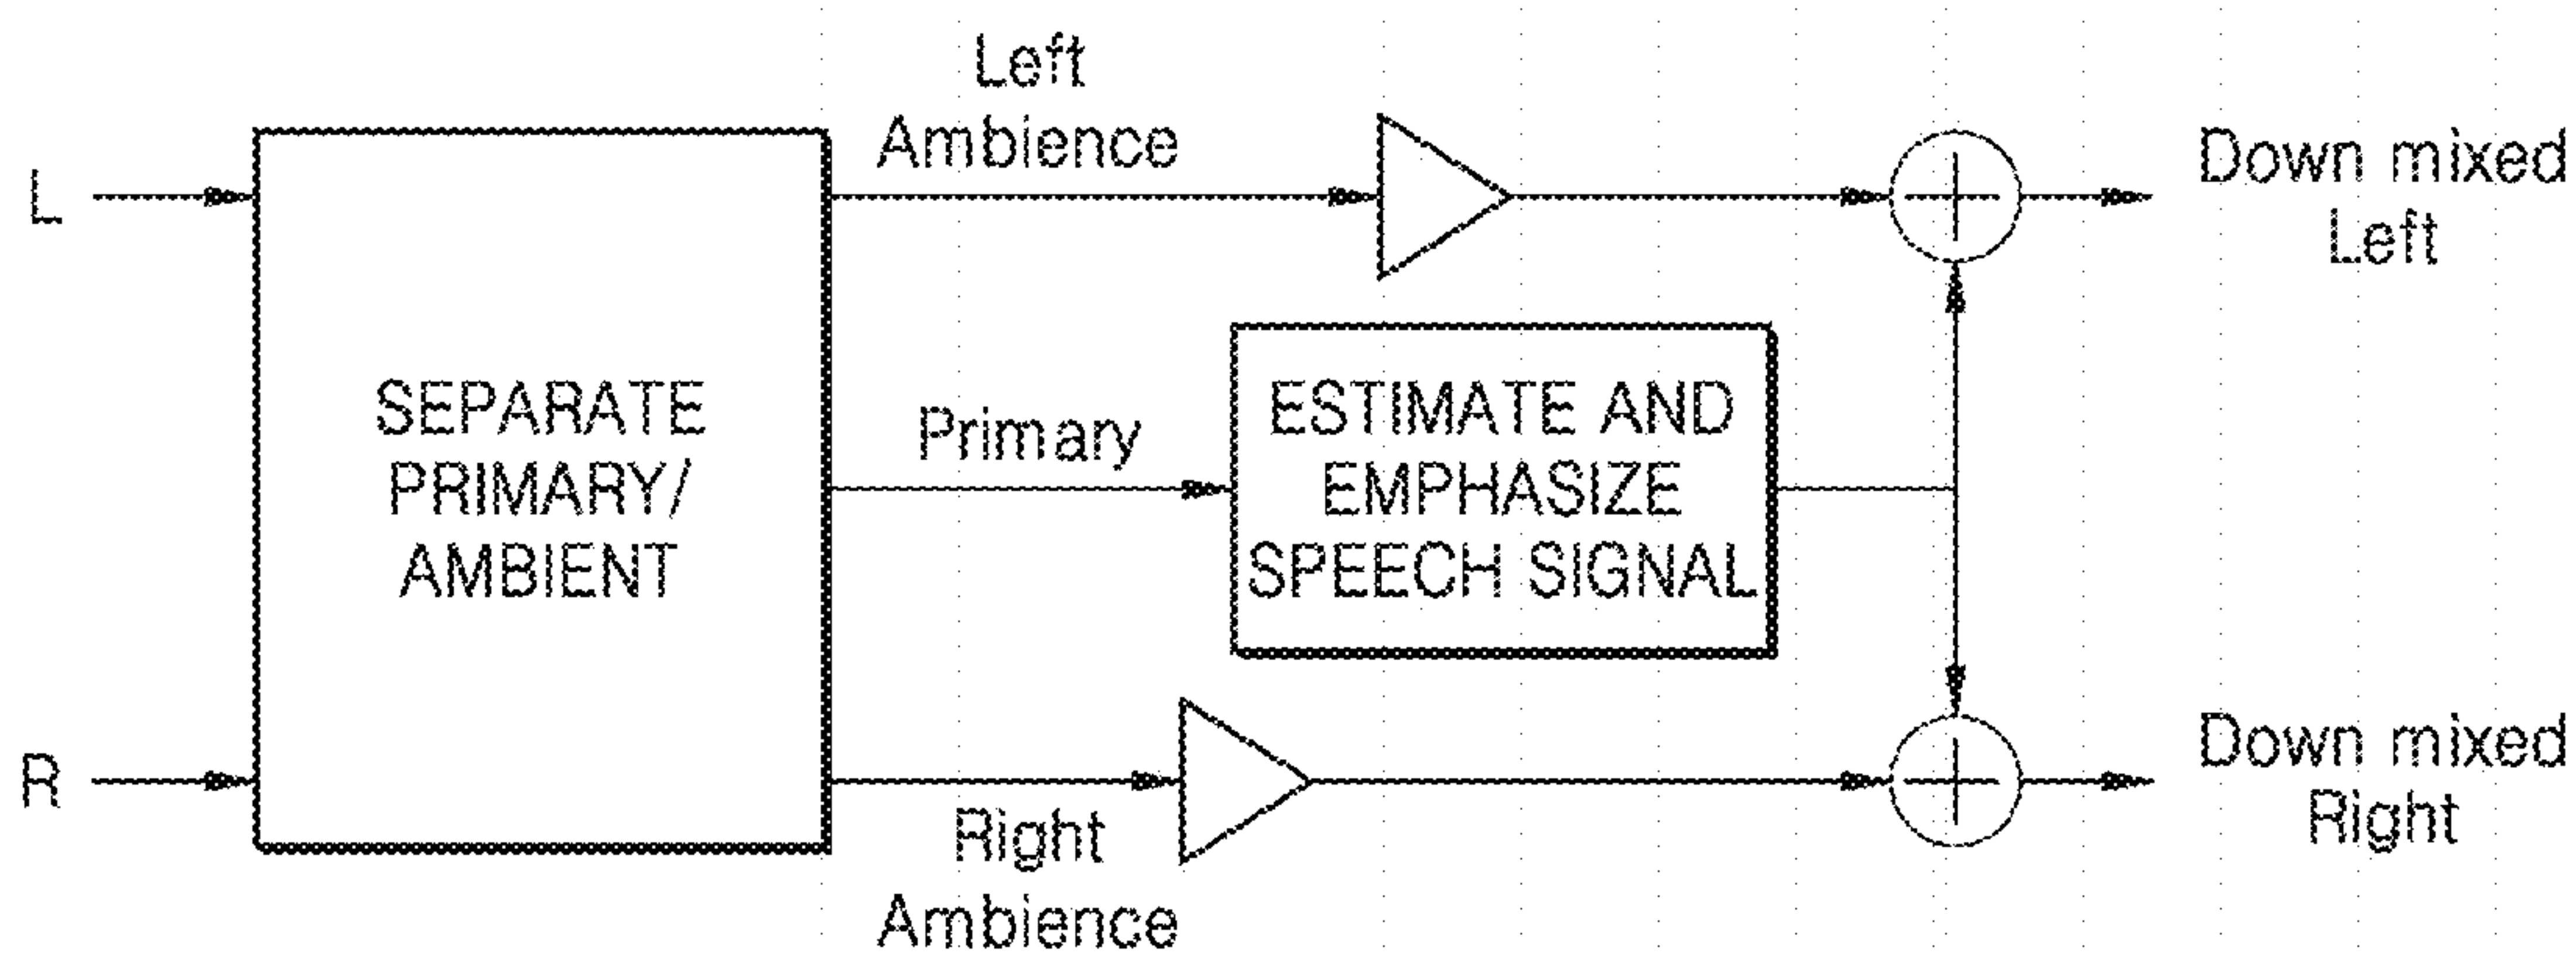 L
R
SEPARATE
PRIMARY/
AMBIENT
Left
Ambience
Primary
Right
Ambience
ESTIMATE AND
EMPHASIZE
SPEECH SIGNAL
Down mixed
Left
Down mixed
Right